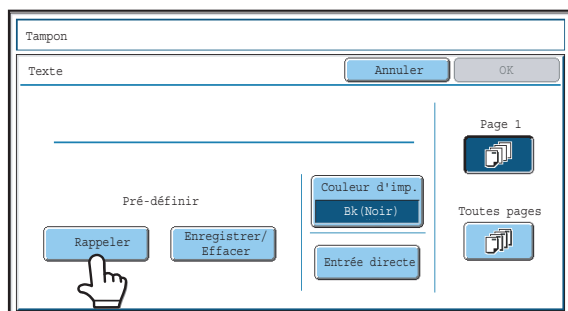 Tampon
Texte
Annuler
OK
Page 1
Couleur d'imp.
Bk(Noir)
Pré-définir
Toutes pages
Rappeler
Enregistrer/
Effacer
Entrée directe